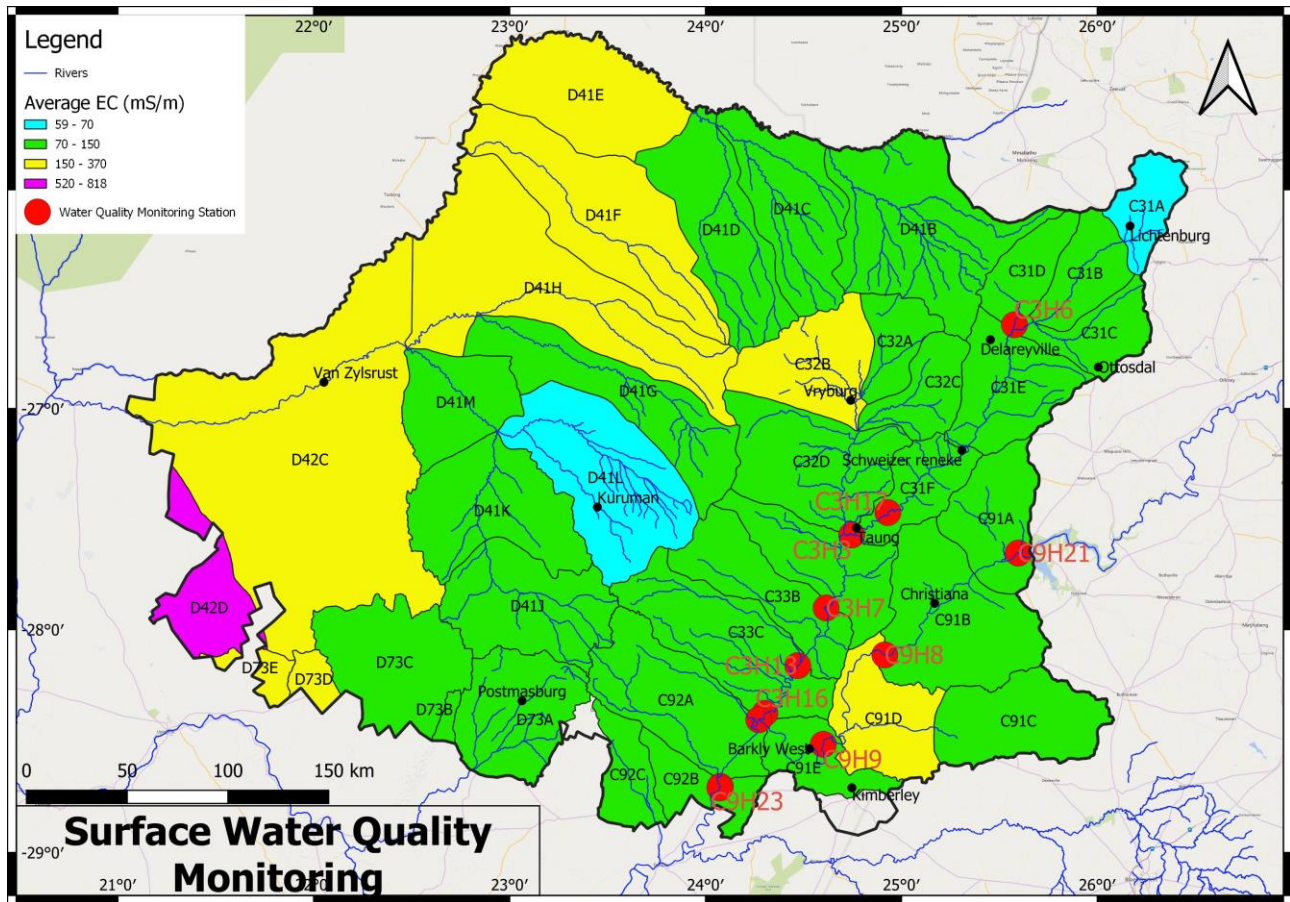 Legend
Rivers
Average EC (mS/m)
59 - 70
70 - 150
150 - 370
520 - 818
Water Quality Monitoring Station
22°0'
23°0'
24°0'
25°0'
26°0'
D41E
D41F
D41D
D41C
D41B
C31A
Lichtenburg
C31D
C31B
D41H
C3H6
C31C
Delareyville
Ottosdal
C32A
C32B
C32C
C31E
Van Zylsrust
Vryburg
D41M
D41G
-27°0'
D42C
C32D
Schweizer reneke
D41L
Kuruman
C31F
C3H17
C91A
D41K
Taung
C3H3
C9H21
D42D
D41J
C33B
C3H7
Christiana
C91B
-28°0'
C33C
D73E
D73C
C9H8
D73D
C3H13
Postmasburg
C92A
C3H16
D73B
D73A
C91D
C91C
Barkly West
C9H9
C91E
C92C
C92B
C9H23
Kimberley
0
50
100
150 km
Surface Water Quality
Monitoring
-29°0'
21°0'
22°0'
23°0'
24°0'
25°0'
26°0'